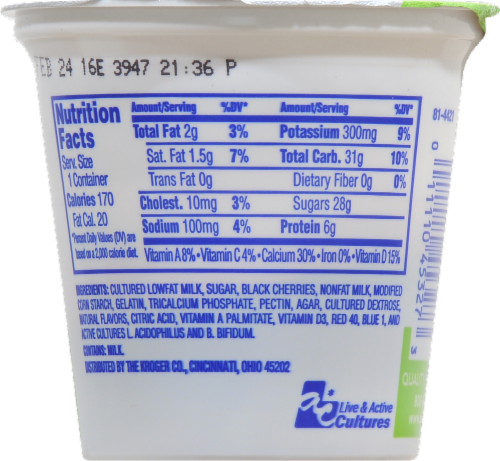 EB 24 16E 3947 21:36 P
Nutrition
Facts
Serv. Size
1 Container
Calories 170
Fat Cal. 20
*Percent Daily Values (DV) are
based on a 2,000 calorie diet.
Amount/Serving %DV* Amount/Serving %DV*
Total Fat 2g 3% Potassium 300mg 9%
Sat. Fat 1.5g 7% Total Carb. 31g 10%
Trans Fat 0g Dietary Fiber 0g 0%
Cholest. 10mg 3% Sugars 28g
Sodium 100mg 4% Protein 6g
Vitamin A 8% • Vitamin C 4% • Calcium 30% • Iron 0% • Vitamin D 15%
INGREDIENTS: CULTURED LOWFAT MILK, SUGAR, BLACK CHERRIES, NONFAT MILK, MODIFIED
CORN STARCH, GELATIN, TRICALCIUM PHOSPHATE, PECTIN, AGAR, CULTURED DEXTROSE,
NATURAL FLAVORS, CITRIC ACID, VITAMIN A PALMITATE, VITAMIN D3, RED 40, BLUE 1, AND
ACTIVE CULTURES L. ACIDOPHILUS AND B. BIFIDUM.
CONTAINS: MILK.
DISTRIBUTED BY THE KROGER CO., CINCINNATI, OHIO 45202
Live & Active
Cultures
81-4421
0 11110 45327 3